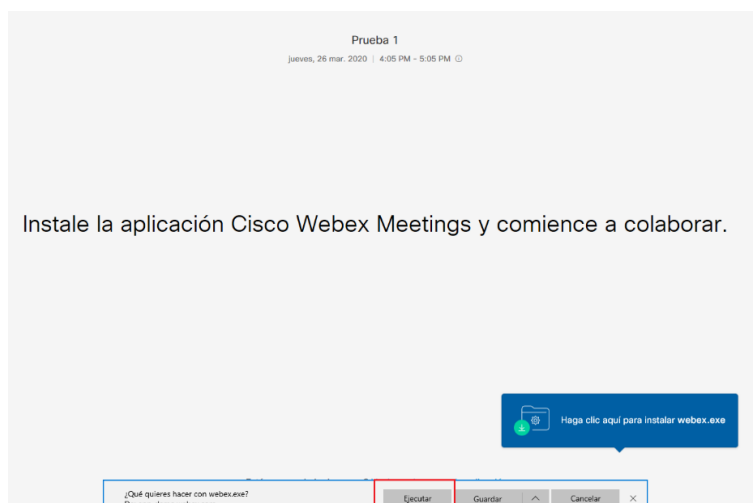 Prueba 1
jueves, 26 mar. 2020 | 4:05 PM - 5:05 PM
Instale la aplicación Cisco Webex Meetings y comience a colaborar.
Haga clic aquí para instalar webex.exe
¿Qué quieres hacer con webex.exe?
Ejecutar Guardar Cancelar